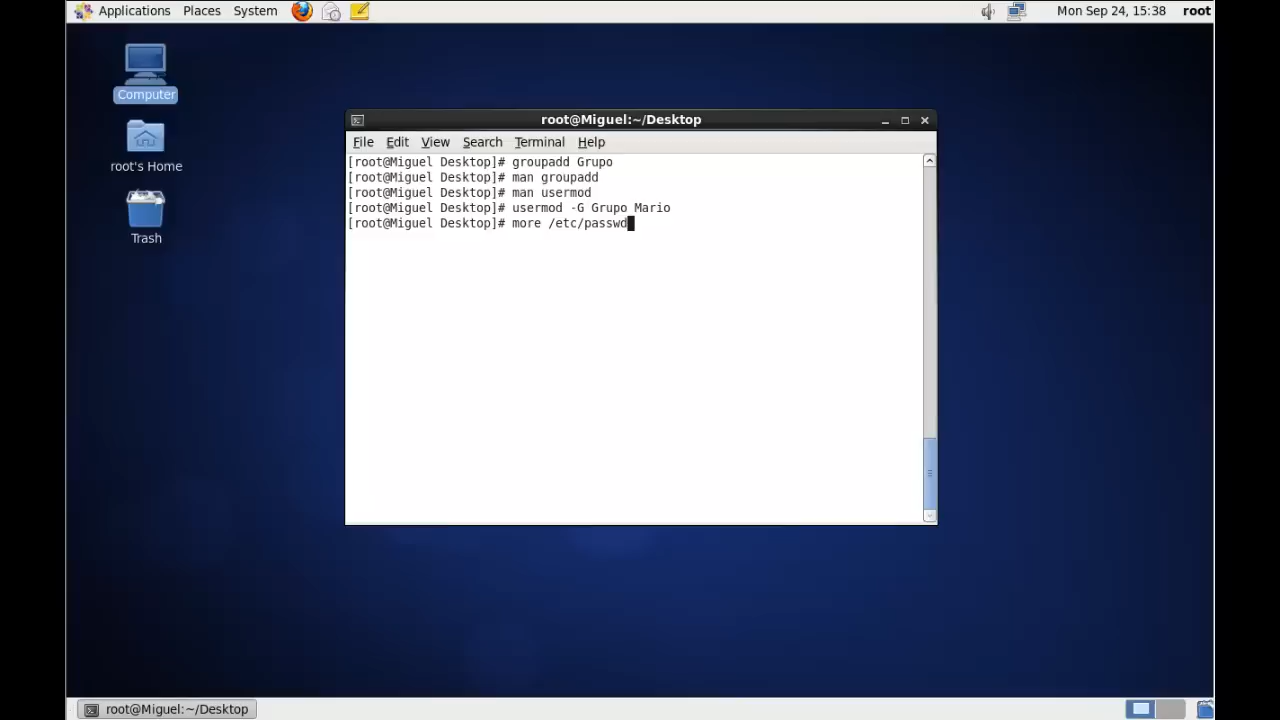 Applications Places System Mon Sep 24, 15:38 root
Computer
root's Home
Trash
root@Miguel:~/Desktop
File Edit View Search Terminal Help
[root@Miguel Desktop]# groupadd Grupo
[root@Miguel Desktop]# man groupadd
[root@Miguel Desktop]# man usermod
[root@Miguel Desktop]# usermod -G Grupo Mario
[root@Miguel Desktop]# more /etc/passwd
root@Miguel:~/Desktop